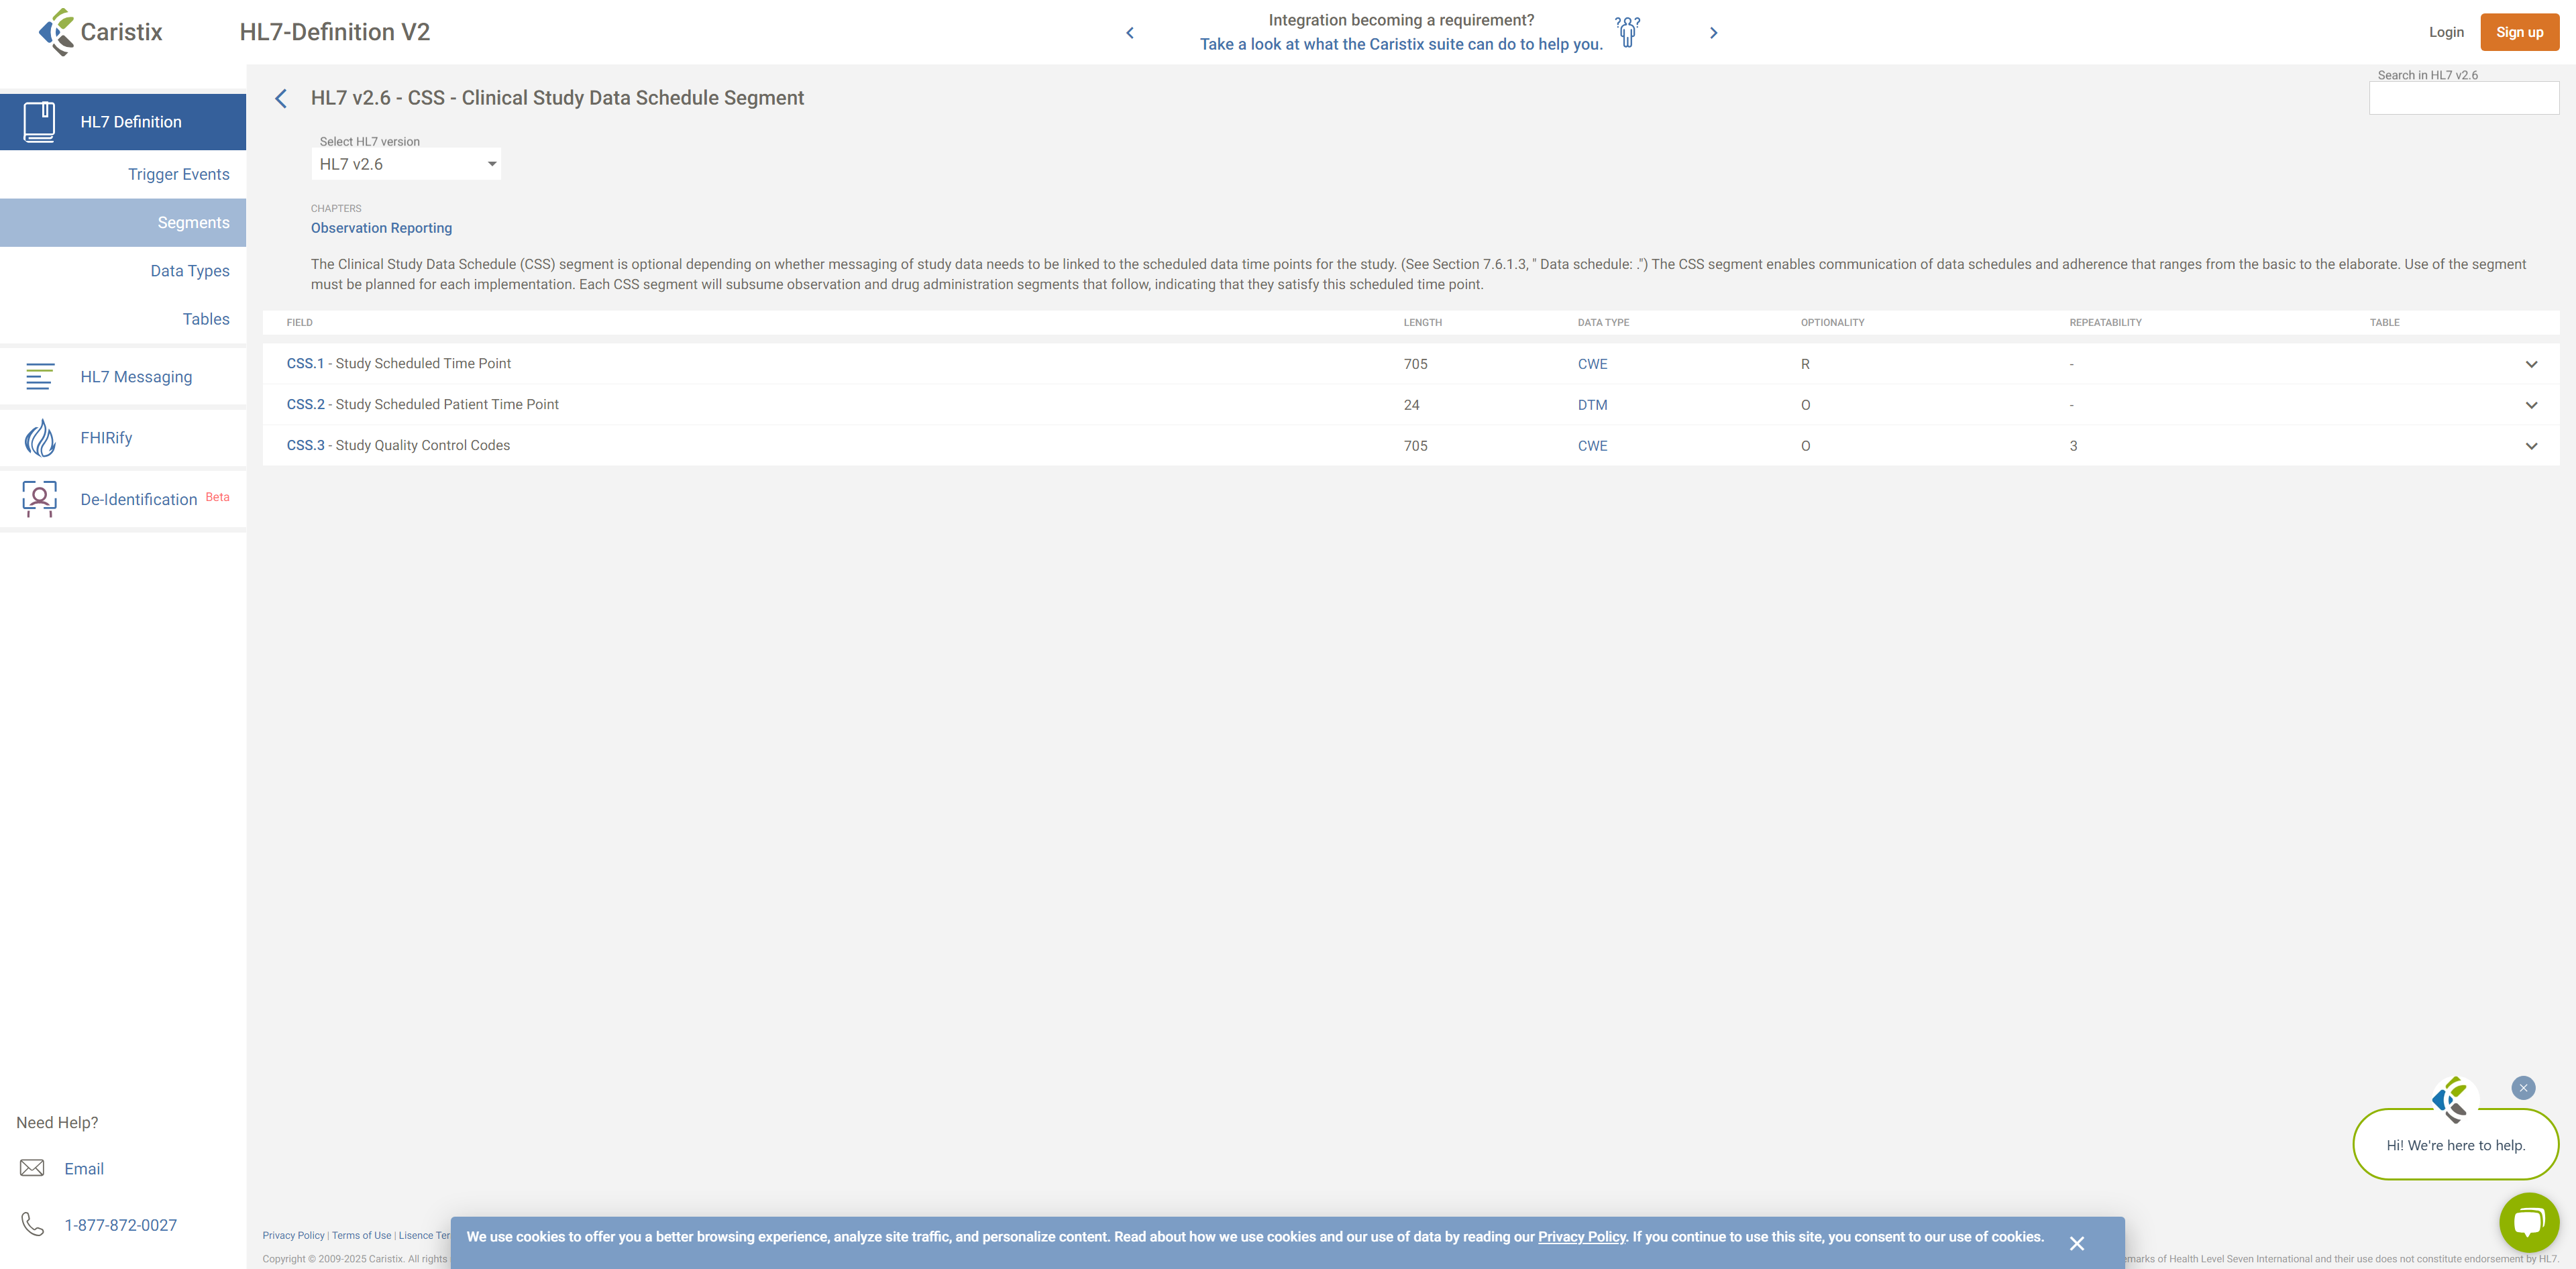 Caristix
HL7-Definition V2
Integration becoming a requirement?
Take a look at what the Caristix suite can do to help you.
Login
Sign up
HL7 Definition
Trigger Events
Segments
Data Types
Tables
HL7 Messaging
FHIRify
De-Identification Beta
Need Help?
Email
1-877-872-0027
HL7 v2.6 - CSS - Clinical Study Data Schedule Segment
Search in HL7 v2.6
Select HL7 version
HL7 v2.6
CHAPTERS
Observation Reporting
The Clinical Study Data Schedule (CSS) segment is optional depending on whether messaging of study data needs to be linked to the scheduled data time points for the study. (See Section 7.6.1.3, " Data schedule: .") The CSS segment enables communication of data schedules and adherence that ranges from the basic to the elaborate. Use of the segment
must be planned for each implementation. Each CSS segment will subsume observation and drug administration segments that follow, indicating that they satisfy this scheduled time point.
FIELD LENGTH DATA TYPE OPTIONALITY REPEATABILITY TABLE
CSS.1 - Study Scheduled Time Point 705 CWE R -
CSS.2 - Study Scheduled Patient Time Point 24 DTM O -
CSS.3 - Study Quality Control Codes 705 CWE O 3
Hi! We're here to help.
Privacy Policy | Terms of Use | Lisence Ter
We use cookies to offer you a better browsing experience, analyze site traffic, and personalize content. Read about how we use cookies and our use of data by reading our Privacy Policy. If you continue to use this site, you consent to our use of cookies.
Copyright © 2009-2025 Caristix. All rights
emarks of Health Level Seven International and their use does not constitute endorsement by HL7.